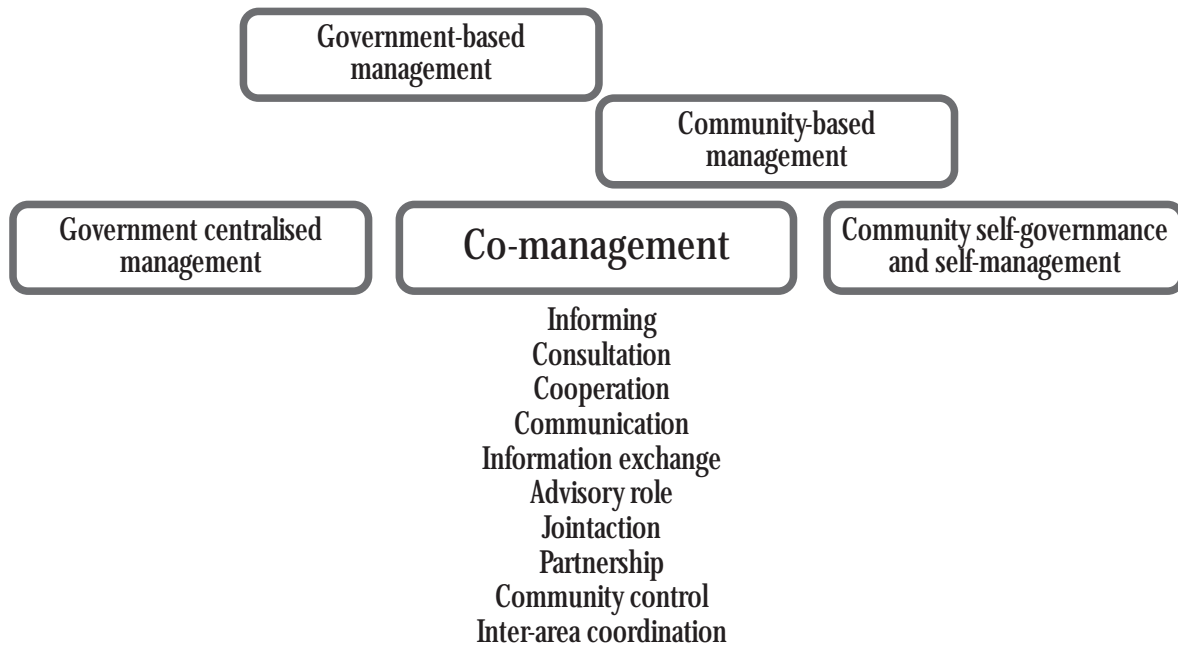 Government-based
management
Community-based
management
Government centralised
management
Co-management
Community self-governmance
and self-management
Informing
Consultation
Cooperation
Communication
Information exchange
Advisory role
Jointaction
Partnership
Community control
Inter-area coordination